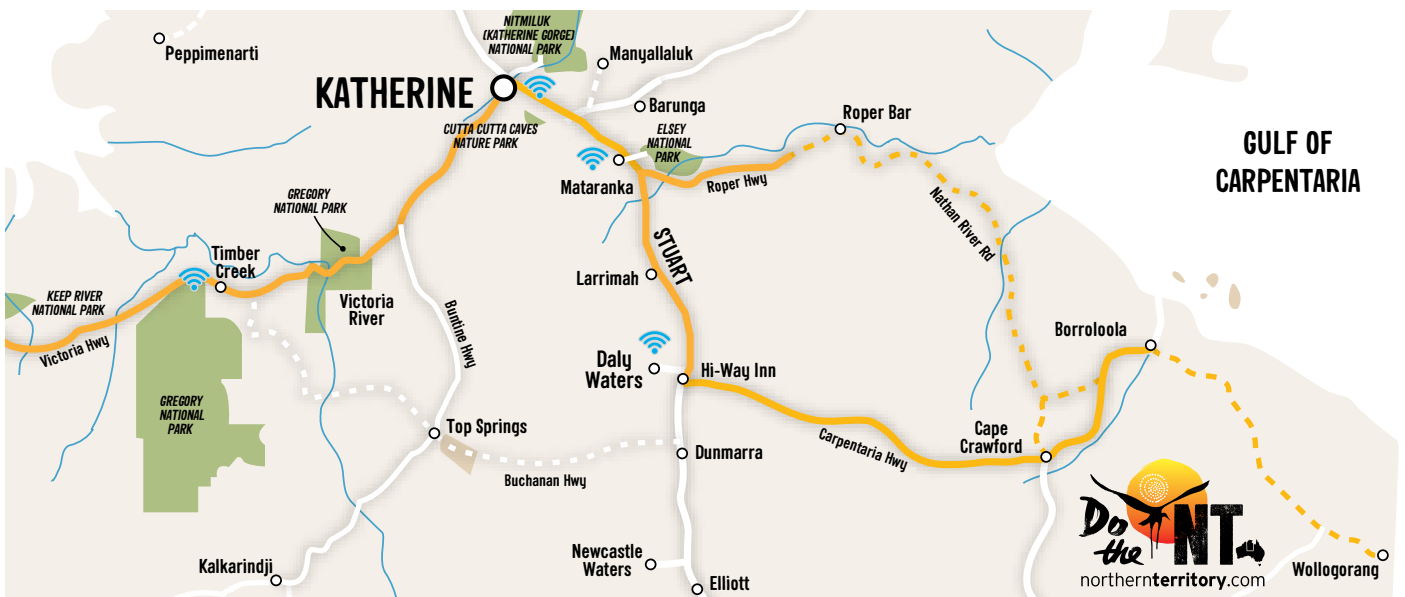 NITMILUK
(KATHERINE GORGE)
NATIONAL PARK
Peppimenarti
Manyallaluk
KATHERINE
Barunga
Roper Bar
CUTTA CUTTA CAVES
NATURE PARK
ELSEY
NATIONAL
PARK
GULF OF
CARPENTARIA
Mataranka
Roper Hwy
GREGORY
NATIONAL PARK
Nathan River Rd
STUART
Timber
Creek
Larrimah
KEEP RIVER
NATIONAL PARK
Victoria
River
Buntine Hwy
Borroloola
Victoria Hwy
Daly
Waters
Hi-Way Inn
GREGORY
NATIONAL
PARK
Top Springs
Carpentaria Hwy
Cape
Crawford
Dunmarra
Buchanan Hwy
Do
the
NT
northernterritory.com
Newcastle
Waters
Kalkarindji
Elliott
Wollogorang